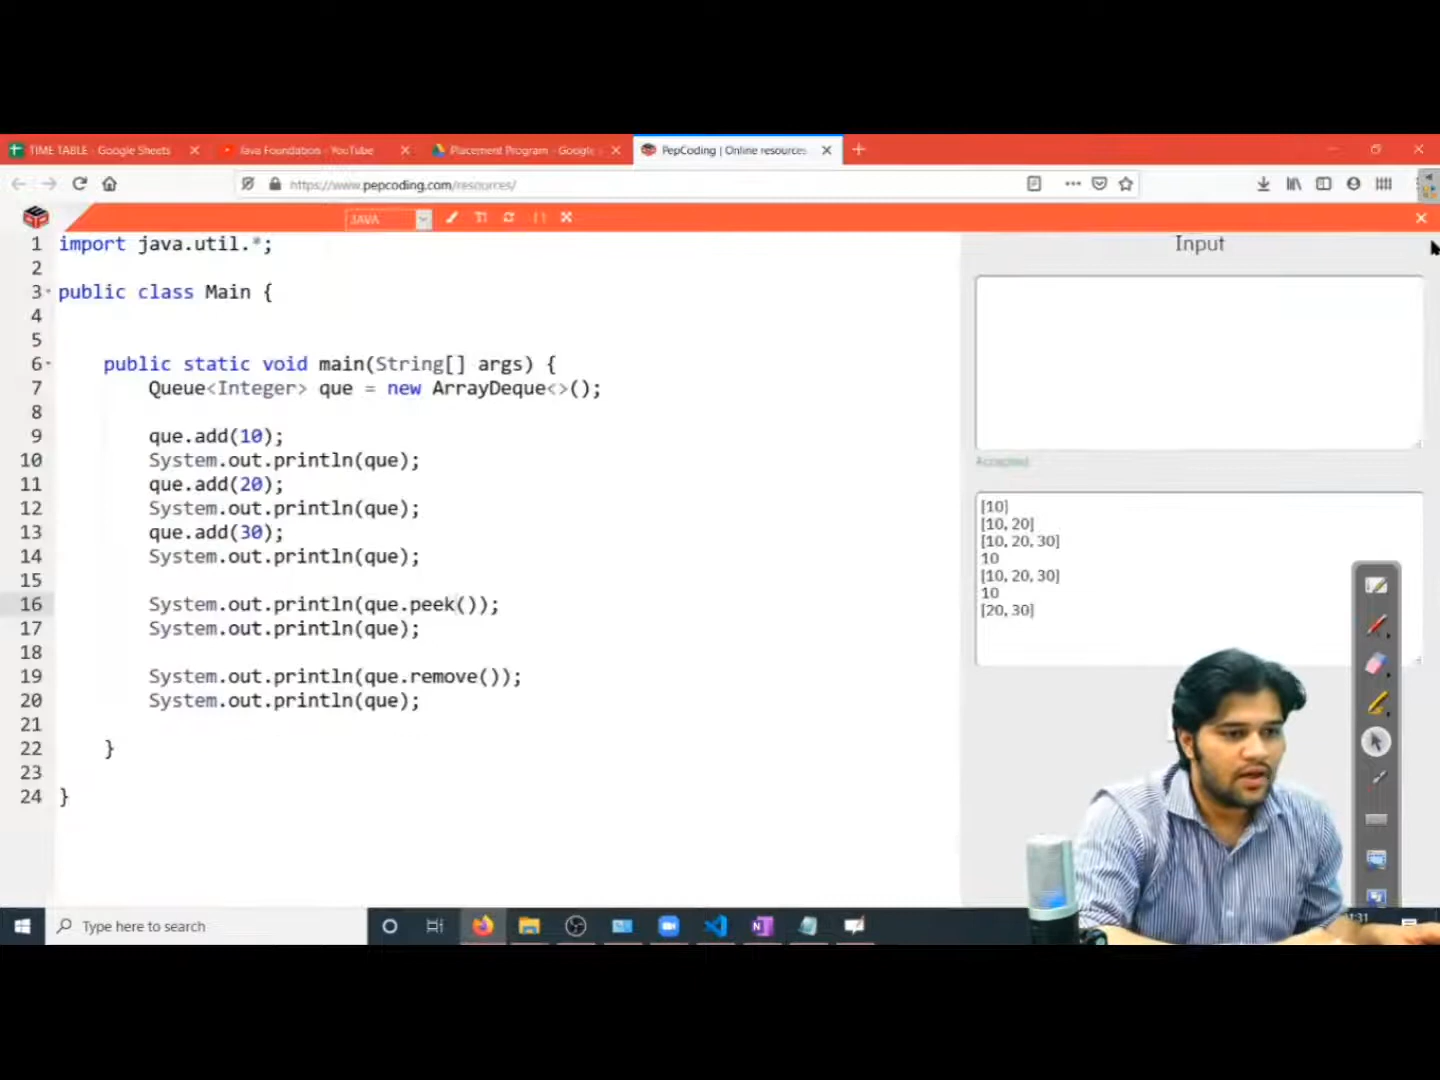 TIME TABLE - Google Sheets
Java Foundation - YouTube
Placement Program - Google
PepCoding | Online resources
https://www.pepcoding.com/resources/
JAVA
Input
1 import java.util.*;
2
3 public class Main {
4
5
6 public static void main(String[] args) {
7 Queue<Integer> que = new ArrayDeque<>();
8
9 que.add(10);
10 System.out.println(que);
11 que.add(20);
12 System.out.println(que);
13 que.add(30);
14 System.out.println(que);
15
16 System.out.println(que.peek());
17 System.out.println(que);
18
19 System.out.println(que.remove());
20 System.out.println(que);
21
22 }
23
24 }
Accepted
[10]
[10, 20]
[10, 20, 30]
10
[10, 20, 30]
10
[20, 30]
Type here to search